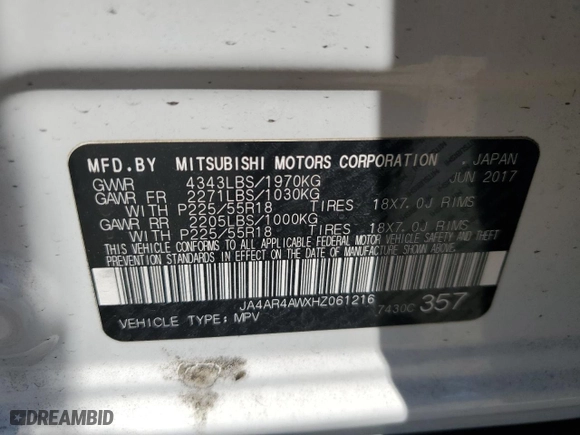 MFD.BY MITSUBISHI MOTORS CORPORATION , JAPAN
GVWR 4343LBS/1970KG JUN 2017
GAWR FR 2271LBS/1030KG
WITH P225/55R18 TIRES 18X7.0J RIMS
GAWR RR 2205LBS/1000KG
WITH P225/55R18 TIRES 18X7.0J RIMS
THIS VEHICLE CONFORMS TO ALL APPLICABLE FEDERAL MOTOR VEHICLE SAFETY AND THEFT
PREVENTION STANDARDS IN EFFECT ON THE DATE OF MANUFACTURE SHOWN ABOVE.
JA4AR4AWXHZ061216
7430C 357
VEHICLE TYPE: MPV
DREAMBID